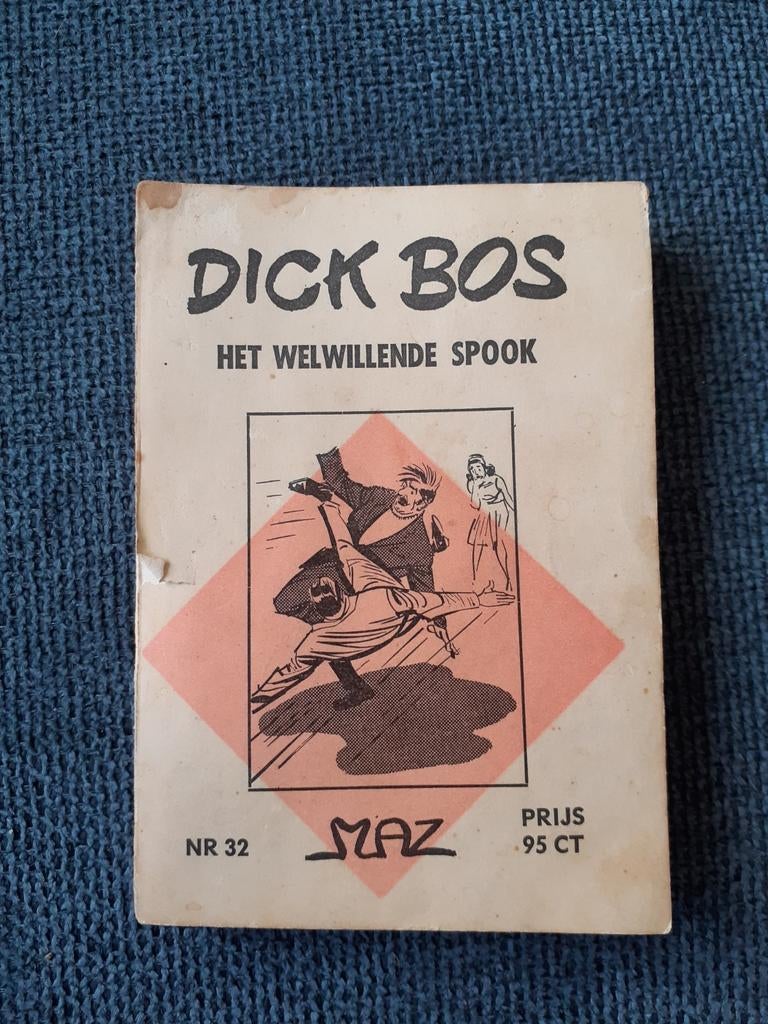 DICK BOS
HET WELWILLENDE SPOOK
NR 32
MAZ
PRIJS
95 CT